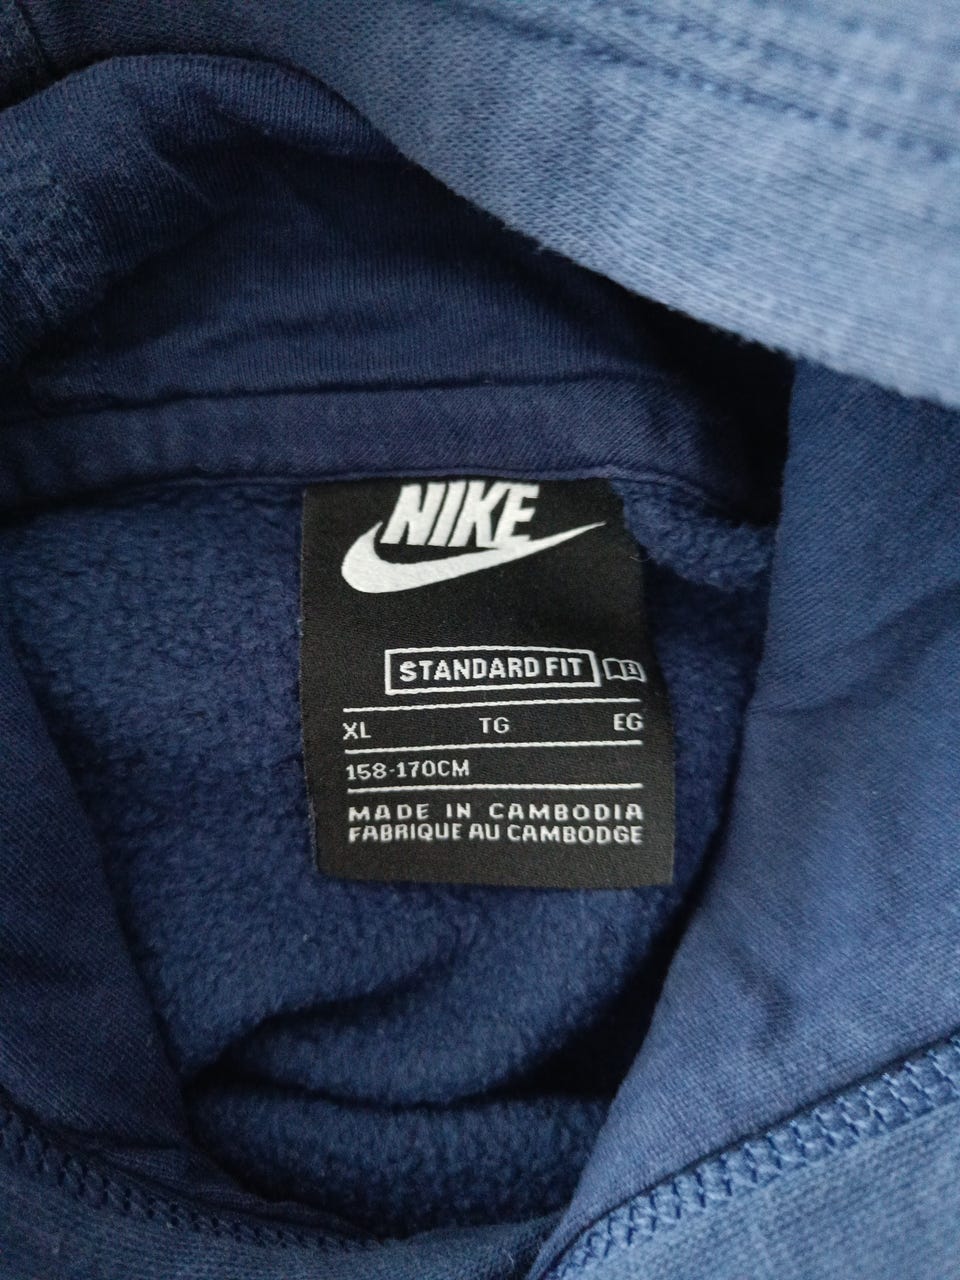 NIKE
STANDARD FIT
XL TG EG
158-170CM
MADE IN CAMBODIA
FABRIQUE AU CAMBODGE